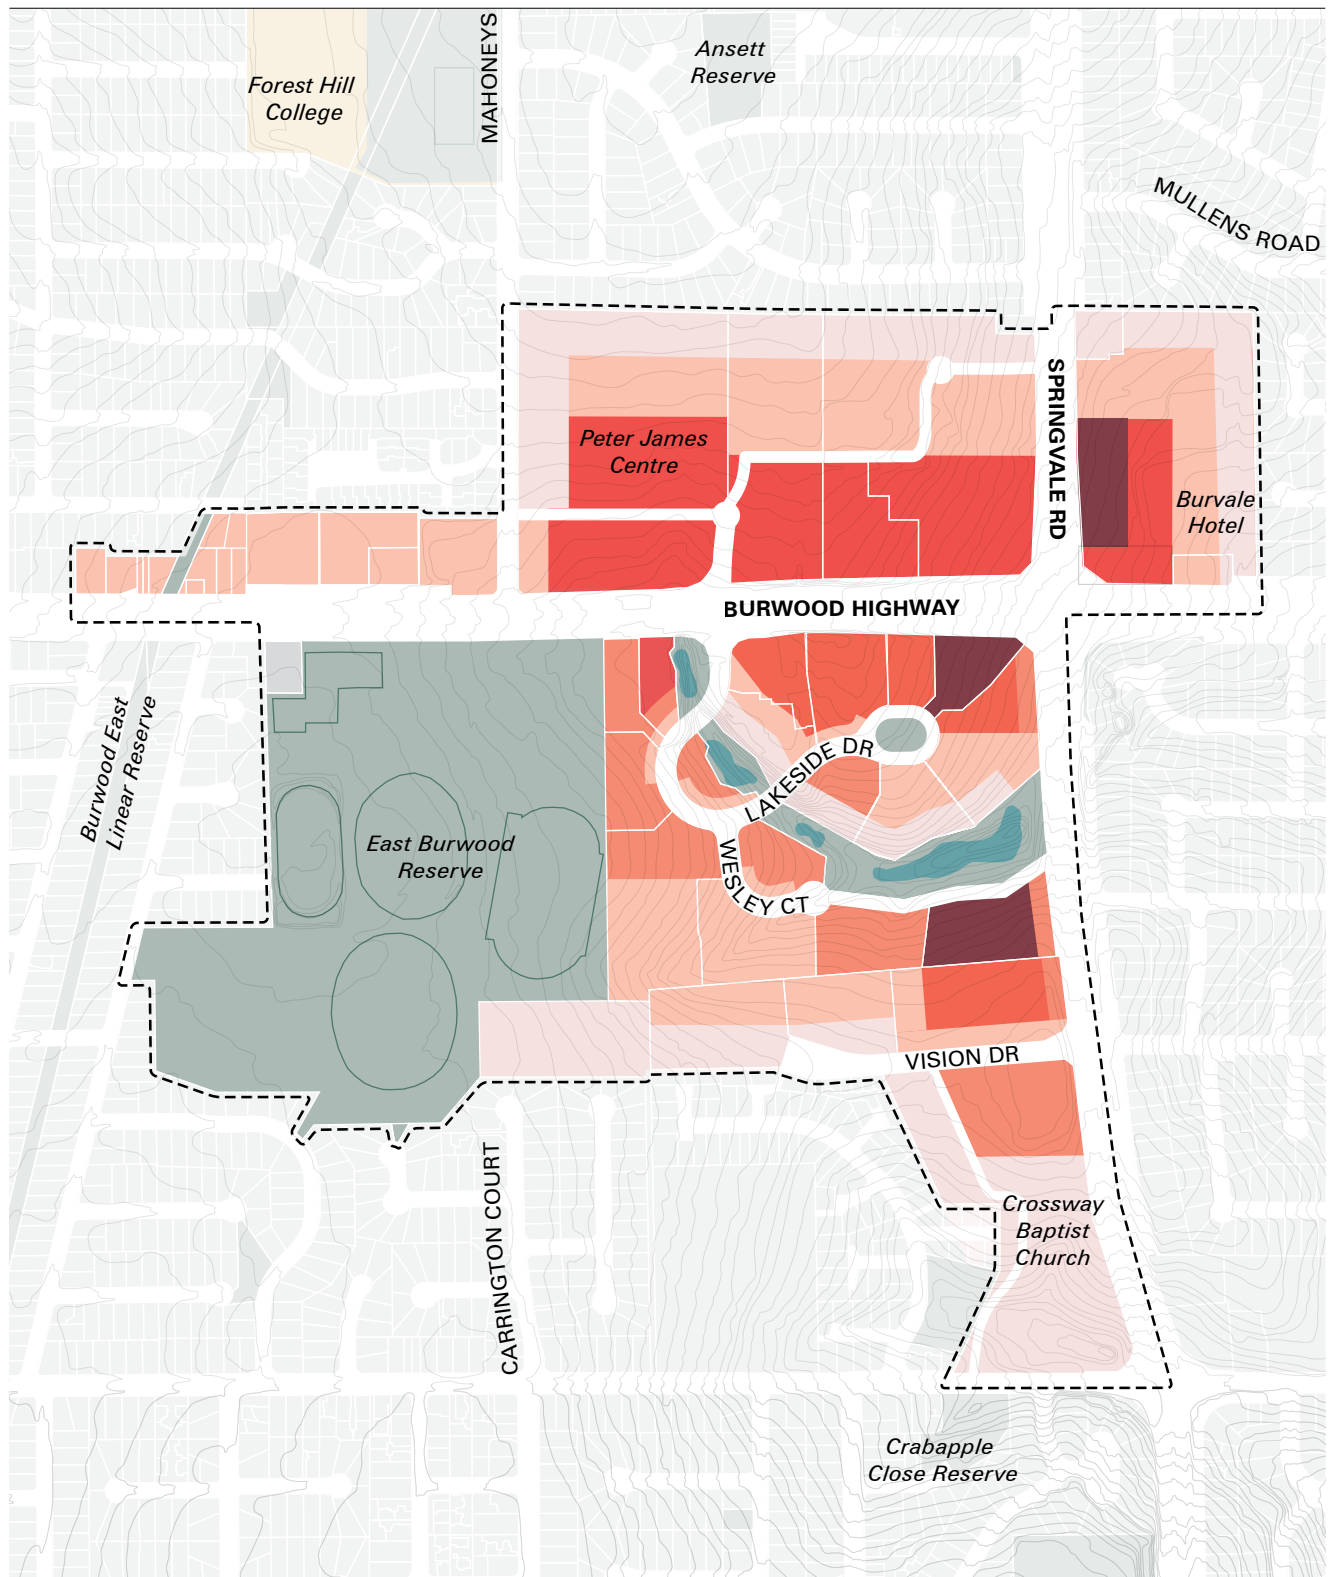 MAHONEYS
Ansett
Reserve
Forest Hill
College
MULLENS ROAD
SPRINGVALE RD
Peter James
Centre
Burvale
Hotel
BURWOOD HIGHWAY
Burwood East
Linear Reserve
LAKESIDE DR
East Burwood
Reserve
WESLEY CT
VISION DR
CARRINGTON COURT
Crossway
Baptist
Church
Crabapple
Close Reserve